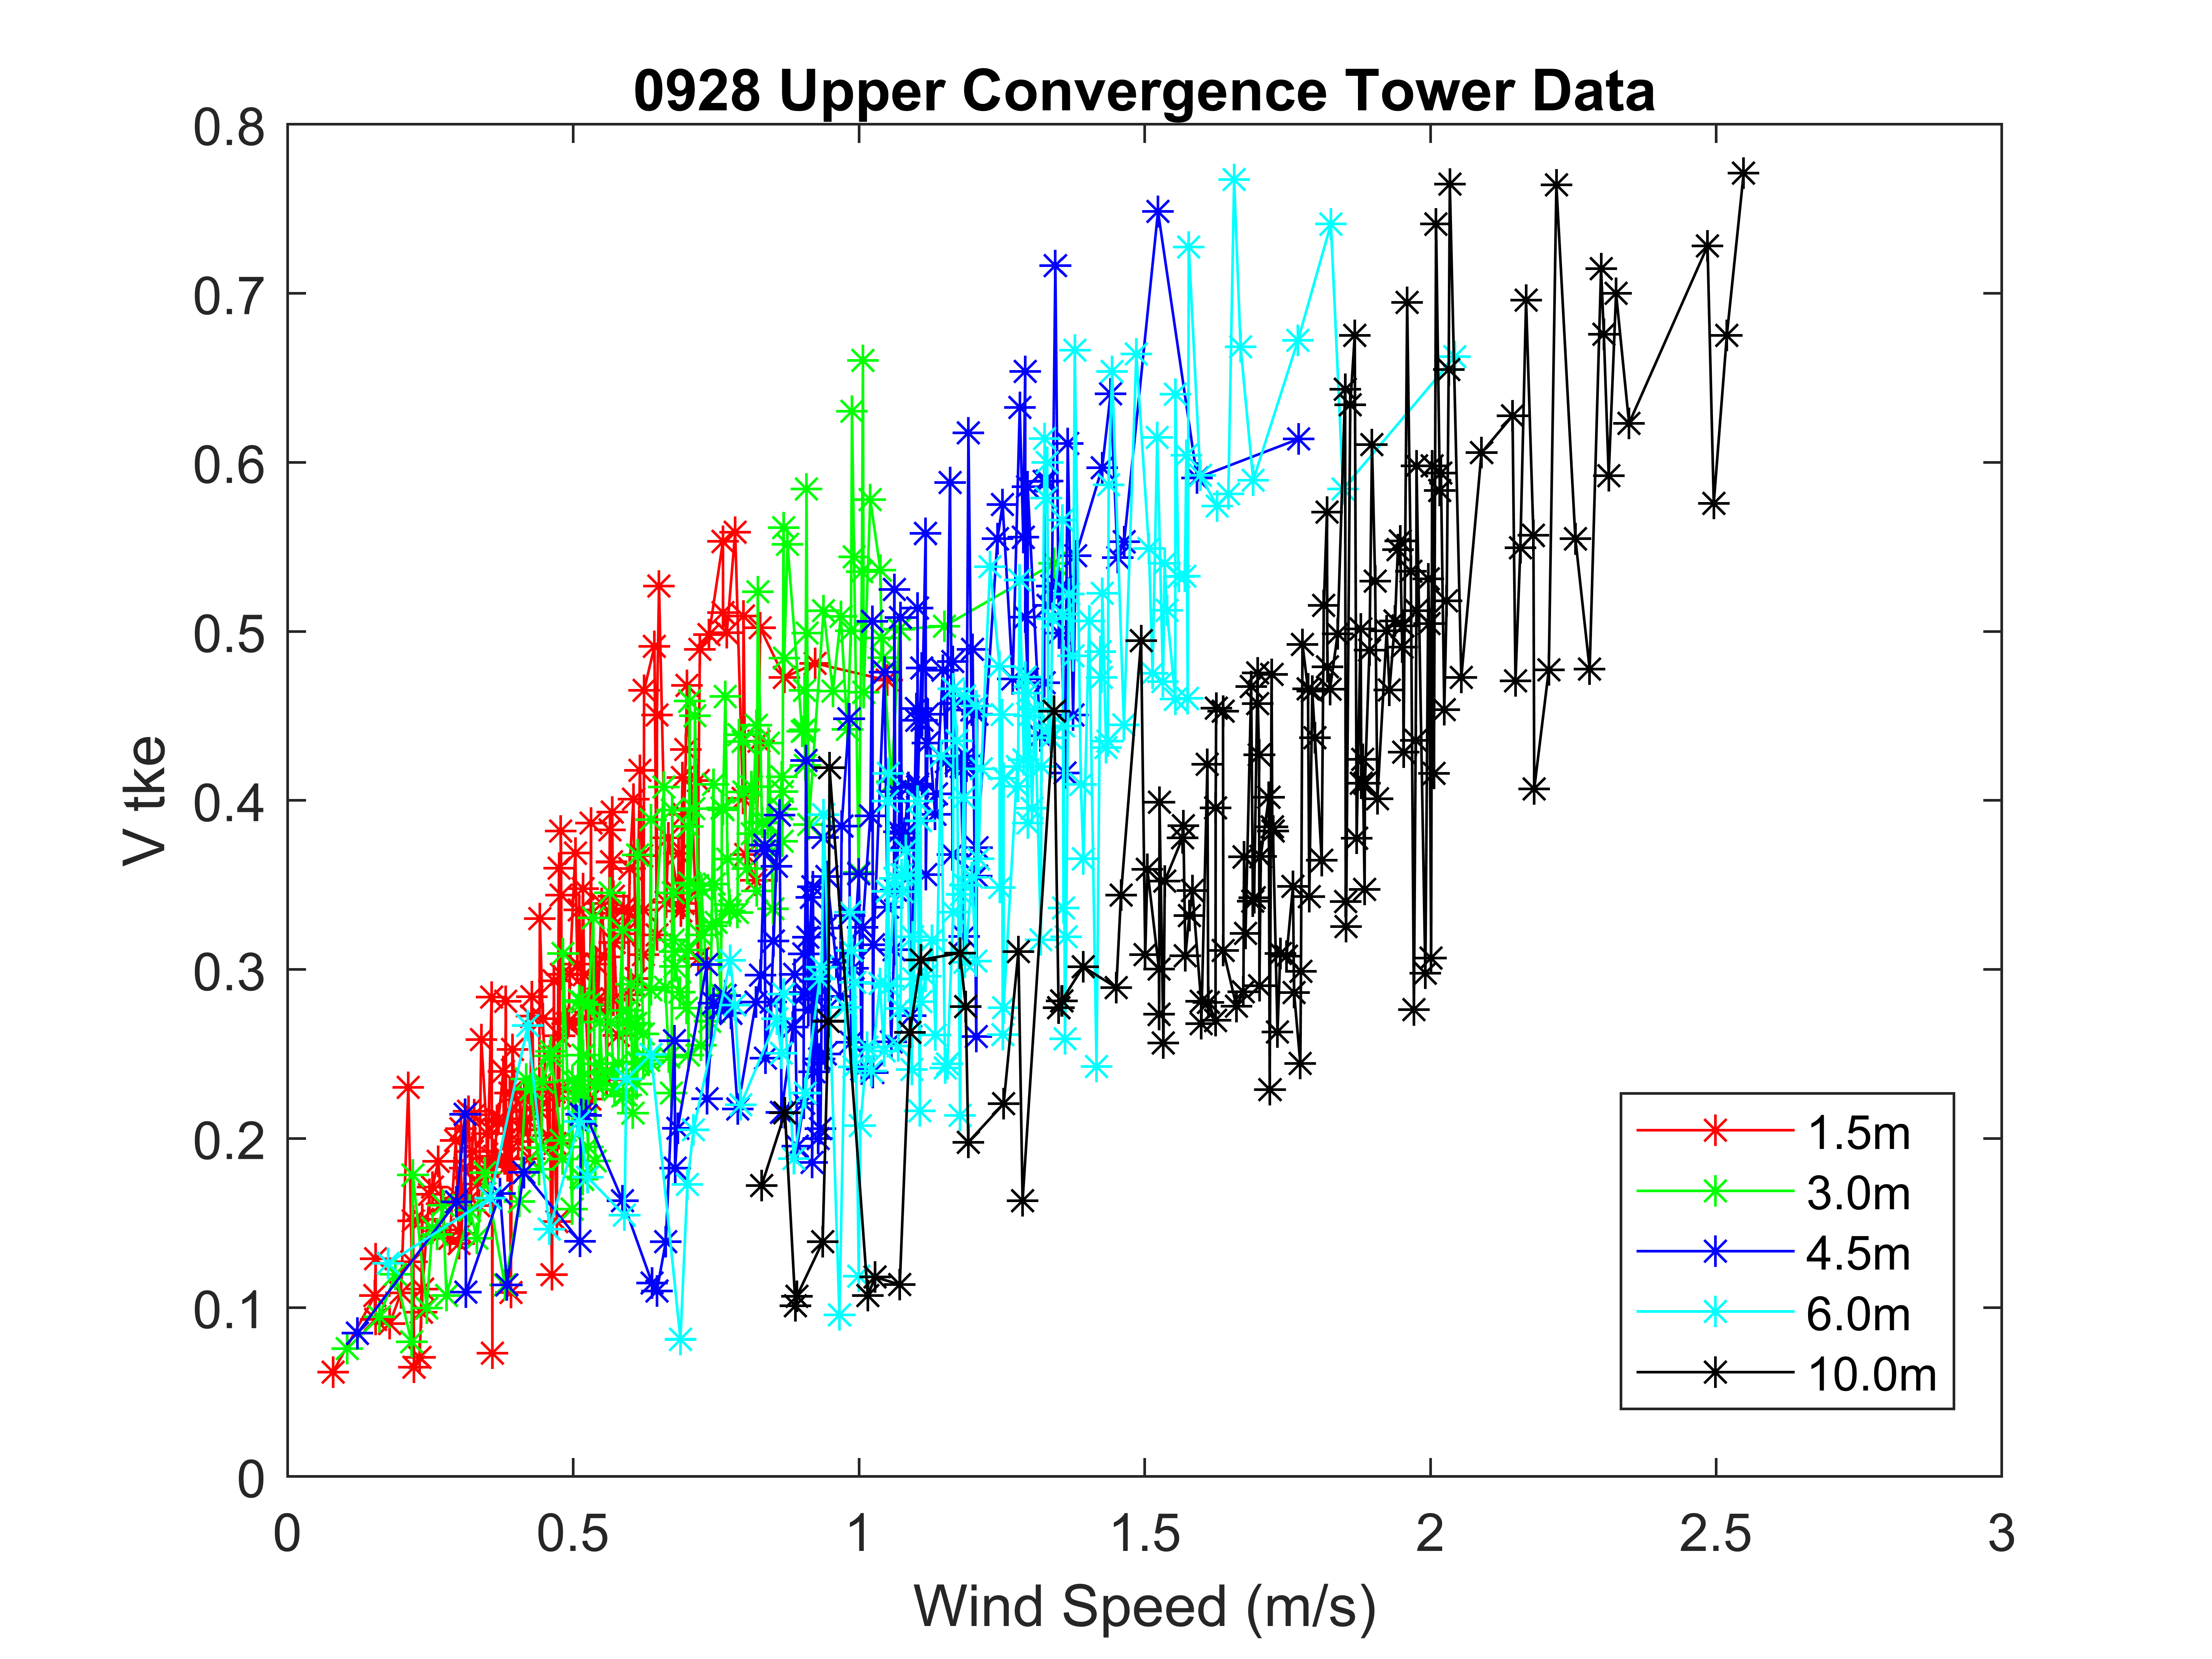 0928 Upper Convergence Tower Data
0.8
0.7
0.6
0.5
0.4
0.3
0.2
0.1
0
V tke
0 0.5 1 1.5 2 2.5 3
Wind Speed (m/s)
1.5m
3.0m
4.5m
6.0m
10.0m